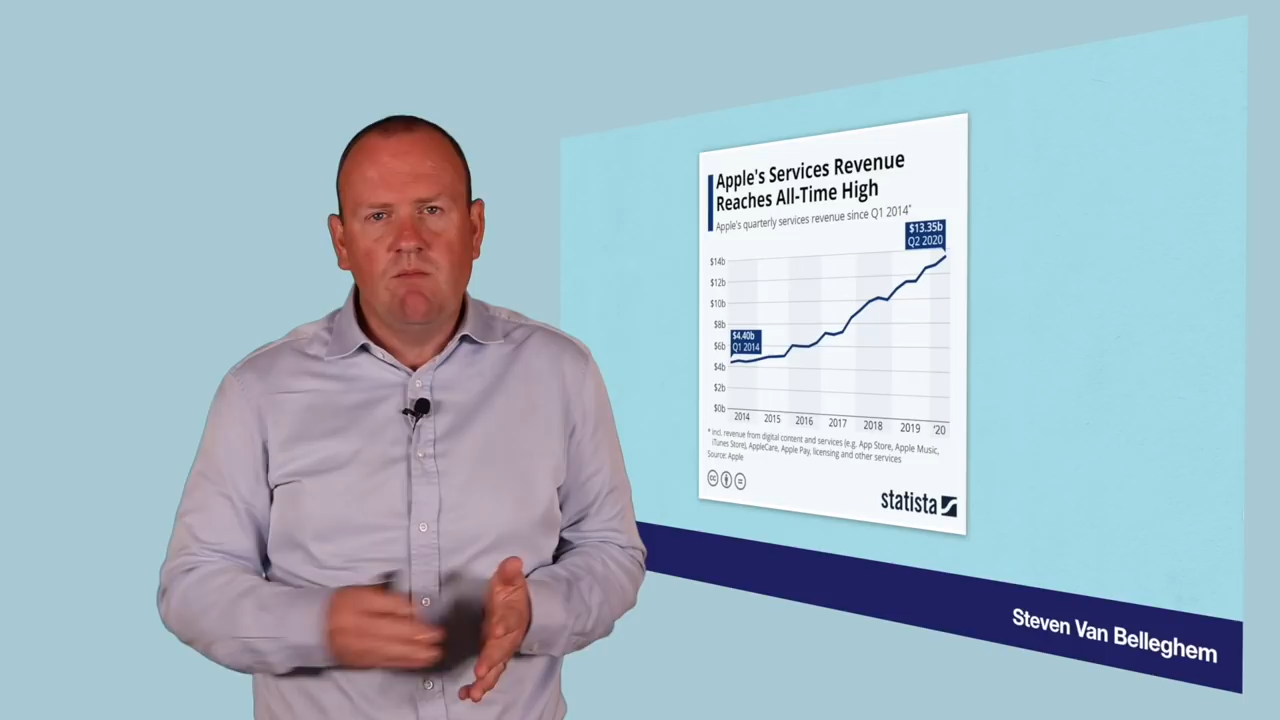 Apple's Services Revenue
Reaches All-Time High
Apple's quarterly services revenue since Q1 2014*
$13.35b
Q2 2020
$14b
$12b
$10b
$8b
$6b
$4b
$2b
$0b
$4.40b
Q1 2014
2014 2015 2016 2017 2018 2019 '20
* incl. revenue from digital content and services (e.g. App Store, Apple Music,
iTunes Store), AppleCare, Apple Pay, licensing and other services
Source: Apple
cc
statista
Steven Van Belleghem